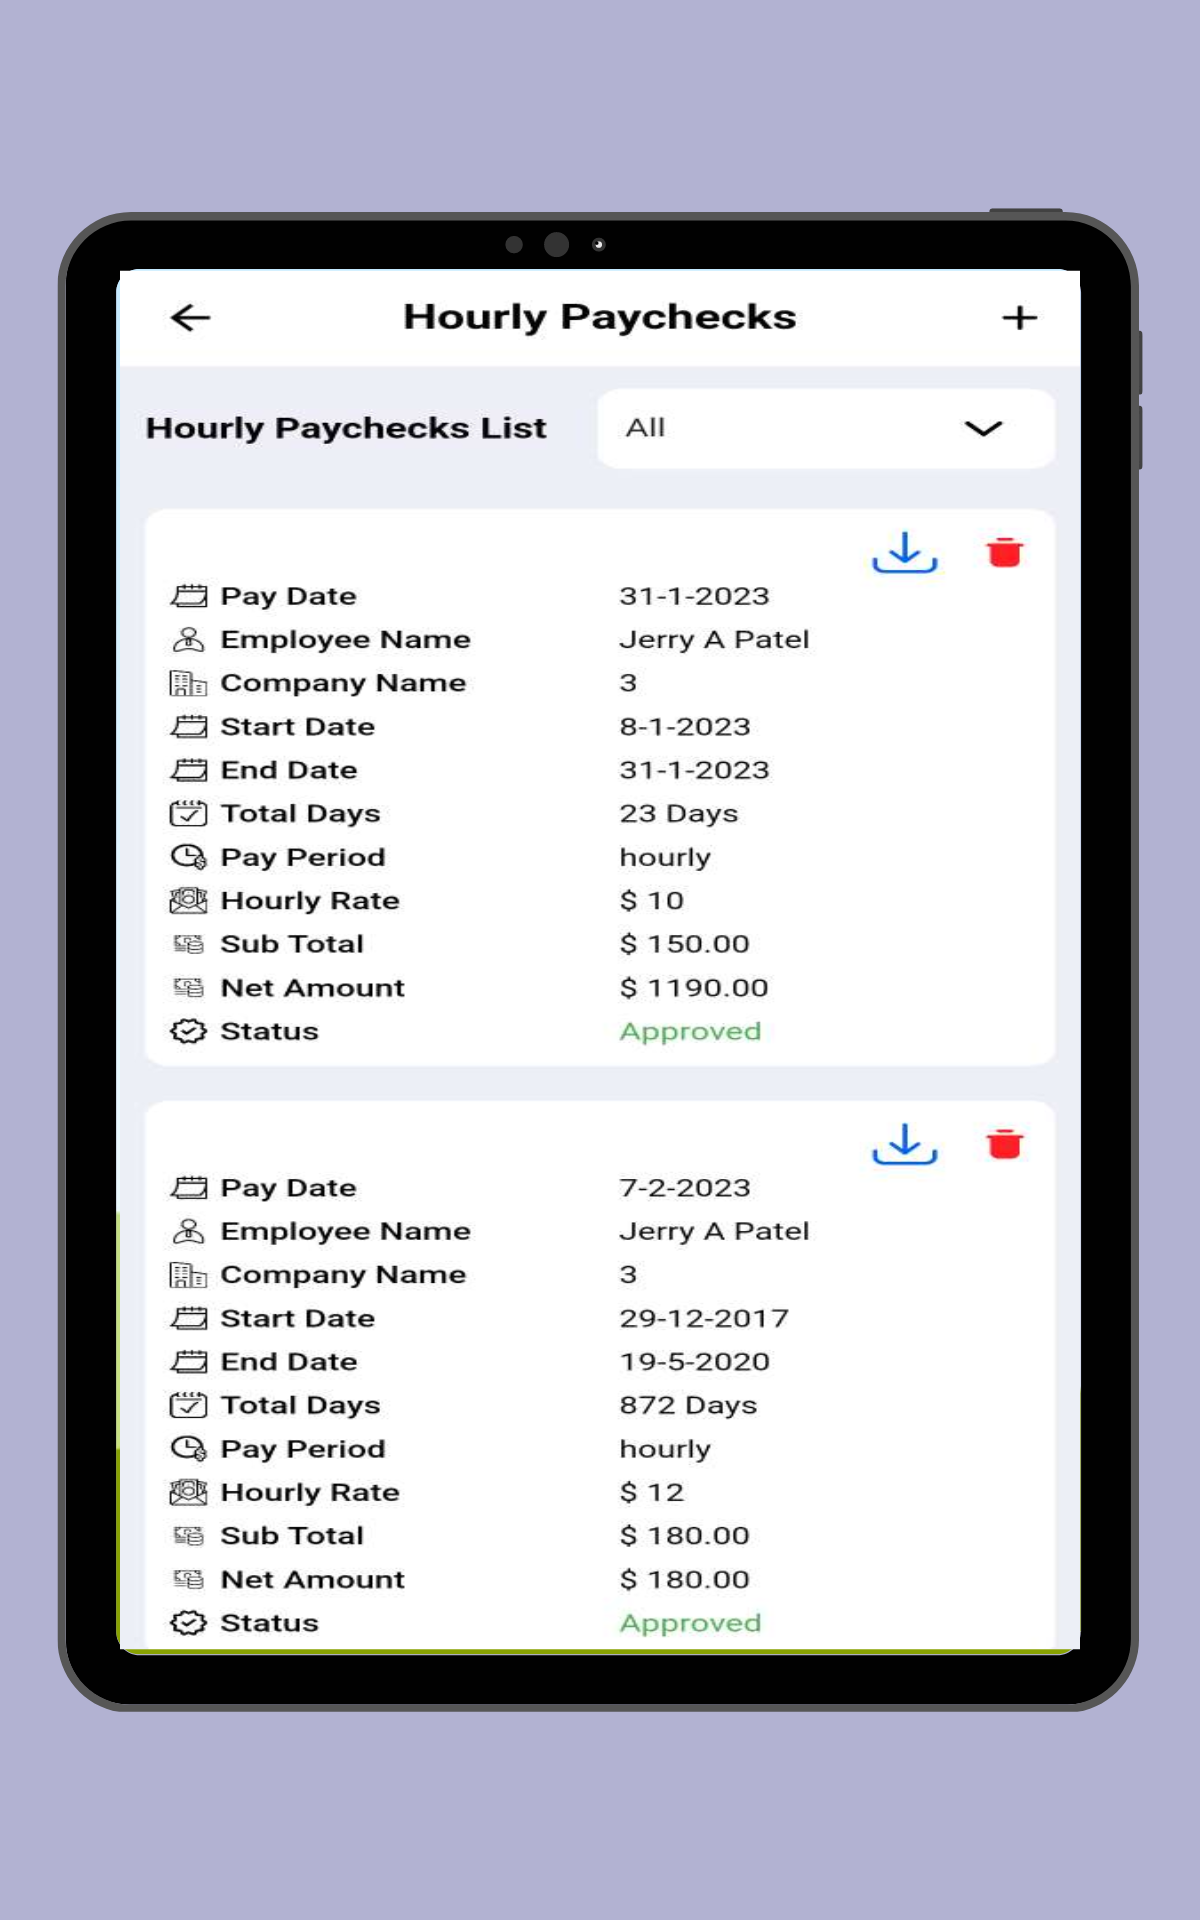 Hourly Paychecks
Hourly Paychecks List All
Pay Date 31-1-2023
Employee Name Jerry A Patel
Company Name 3
Start Date 8-1-2023
End Date 31-1-2023
Total Days 23 Days
Pay Period hourly
Hourly Rate $ 10
Sub Total $ 150.00
Net Amount $ 1190.00
Status Approved
Pay Date 7-2-2023
Employee Name Jerry A Patel
Company Name 3
Start Date 29-12-2017
End Date 19-5-2020
Total Days 872 Days
Pay Period hourly
Hourly Rate $ 12
Sub Total $ 180.00
Net Amount $ 180.00
Status Approved